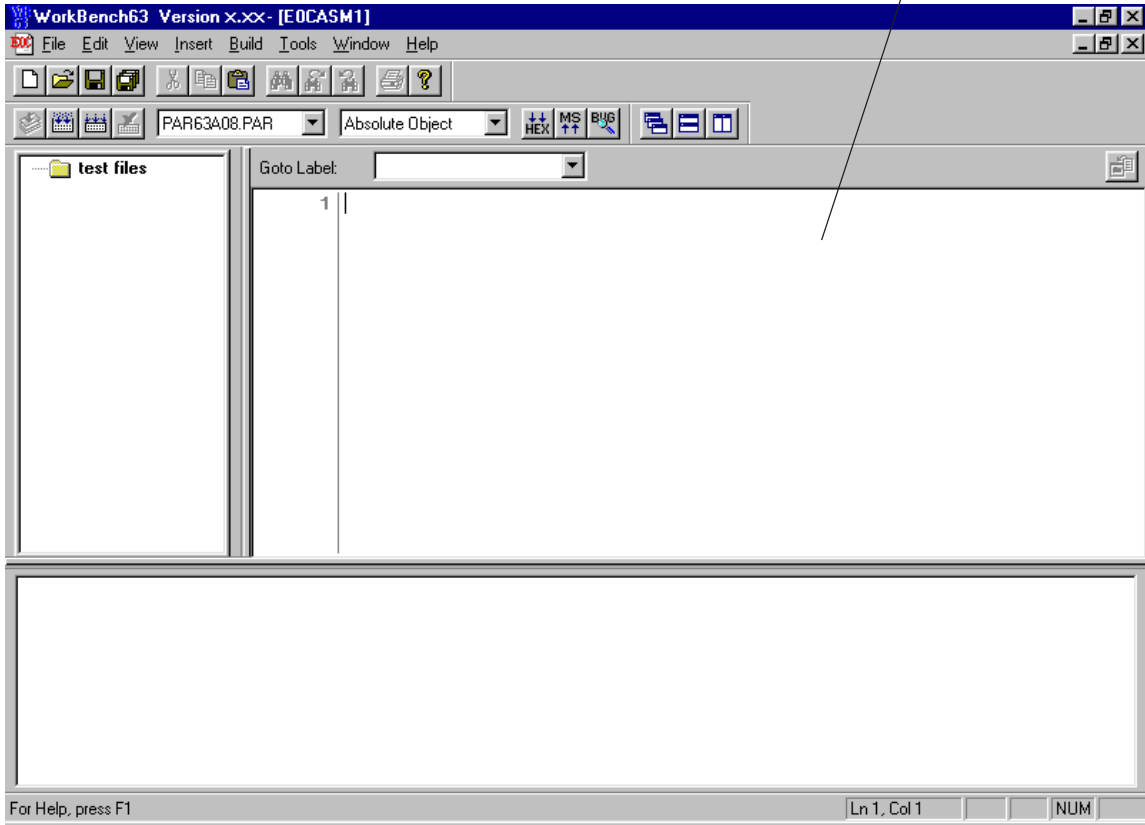 WorkBench63 Version x.xx- [E0CASM1]
File Edit View Insert Build Tools Window Help
PAR63A08.PAR Absolute Object HEX MS BUG
test files
Goto Label:
1
For Help, press F1 Ln 1, Col 1 NUM